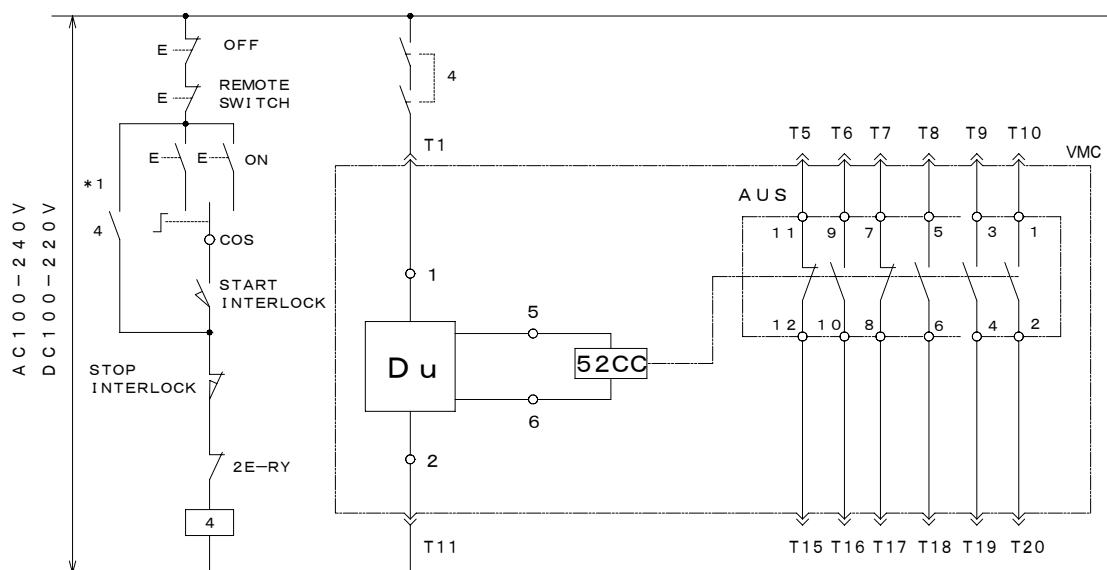 AC100-240V
DC100-220V
E
OFF
E
REMOTE
SWITCH
E
E
ON
*1
4
COS
START
INTERLOCK
STOP
INTERLOCK
2E-RY
4
4
T1
T5 T6 T7 T8 T9 T10
VMC
AUS
11 9 7 5 3 1
1
5
Du
52CC
12 10 8 6 4 2
6
2
T11
T15 T16 T17 T18 T19 T20